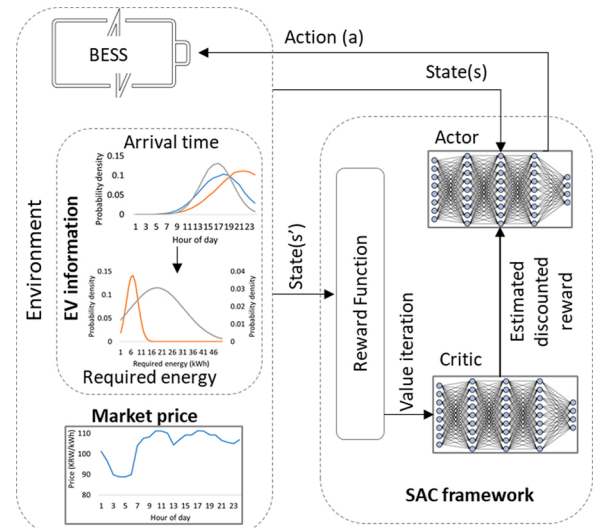 Action (a)
BESS
State(s)
Environment
EV information
Arrival time
Probability density
0.15
0.1
0.05
0
1 3 5 7 9 11 13 15 17 19 21 23
Hour of day
Probability density
0.15
0.1
0.05
0
0.04
0.03
0.02
0.01
0
Probability density
1 6 11 16 21 26 31 36 41 46
Required energy (kWh)
Required energy
Market price
Price (KRW/kWh)
110
100
90
80
1 3 5 7 9 11 13 15 17 19 21 23
Hour of day
State(s')
Reward Function
Value iteration
Actor
Estimated
discounted
reward
Critic
SAC framework